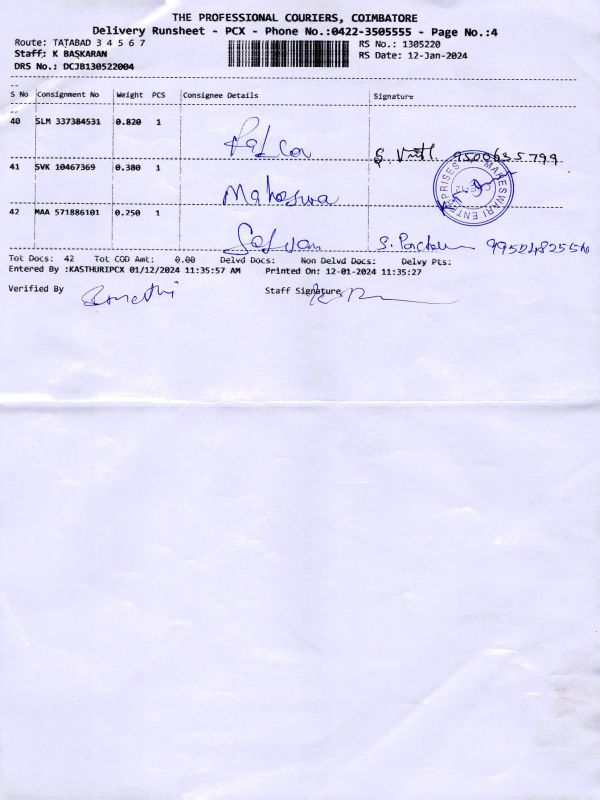 THE PROFESSIONAL COURIERS, COIMBATORE
Delivery Runsheet - PCX - Phone No.:0422-3505555 - Page No.:4
Route: TATABAD 3 4 5 6 7
RS No.: 1305220
Staff: K BASKARAN
RS Date: 12-Jan-2024
DRS No.: DCJB130522004
S No Consignment No Weight PCS Consignee Details Signature
40 SLM 337384531 0.820 1
9500635799
41 SVK 10467369 0.380 1 Maheswa
MAHESWARI ENTERPRISES
42 MAA 571886101 0.250 1
Selvan
Tot Docs: 42 Tot COD Amt: 0.00 Delvd Docs: Non Delvd Docs: Delvy Pts:
Entered By :KASTHURIPCX 01/12/2024 11:35:57 AM Printed On: 12-01-2024 11:35:27
Verified By Staff Signature